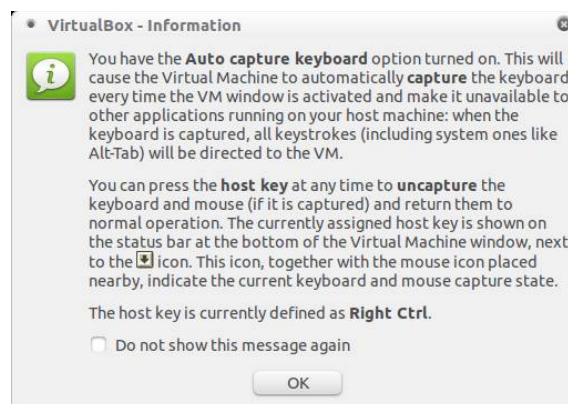 VirtualBox - Information
You have the Auto capture keyboard option turned on. This will
cause the Virtual Machine to automatically capture the keyboard
every time the VM window is activated and make it unavailable to
other applications running on your host machine: when the
keyboard is captured, all keystrokes (including system ones like
Alt-Tab) will be directed to the VM.
You can press the host key at any time to uncapture the
keyboard and mouse (if it is captured) and return them to
normal operation. The currently assigned host key is shown on
the status bar at the bottom of the Virtual Machine window, next
to the icon. This icon, together with the mouse icon placed
nearby, indicate the current keyboard and mouse capture state.
The host key is currently defined as Right Ctrl.
Do not show this message again
OK